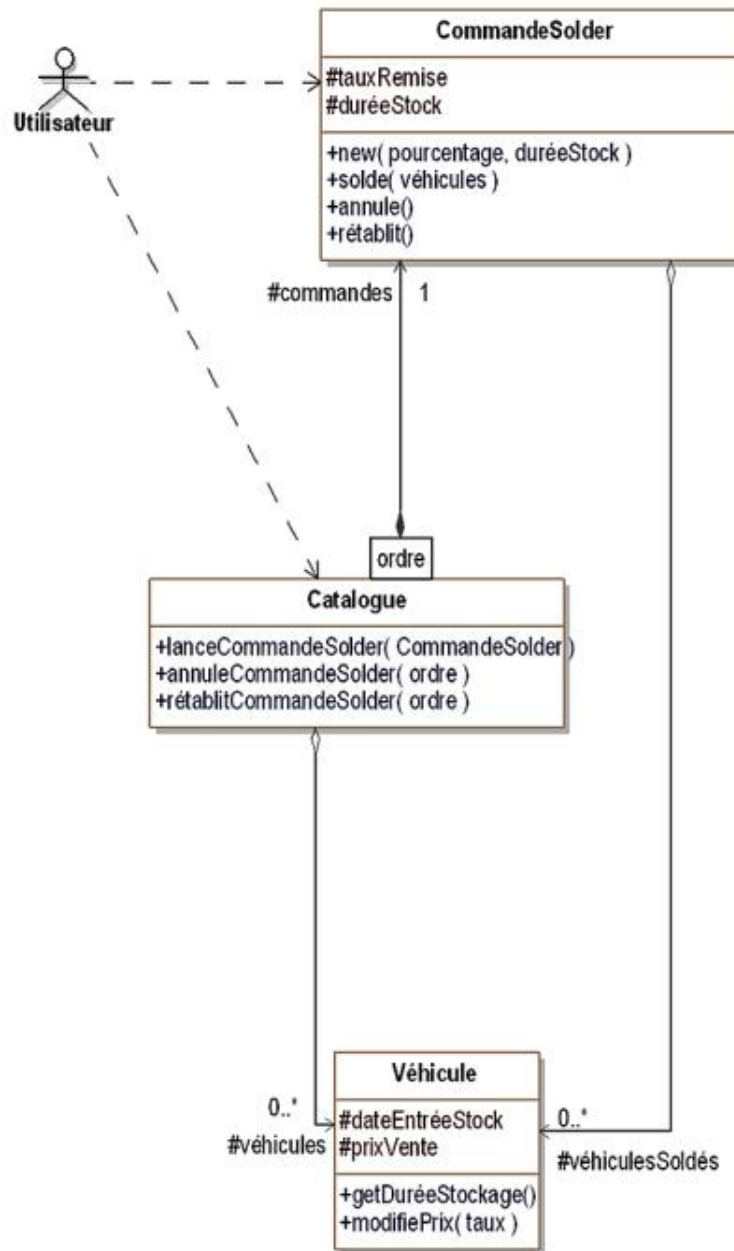 CommandeSolder
#tauxRemise
#duréeStock
Utilisateur
+new( pourcentage, duréeStock )
+solde( véhicules )
+annule()
+rétablit()
#commandes 1
ordre
Catalogue
+lanceCommandeSolder( CommandeSolder )
+annuleCommandeSolder( ordre )
+rétablitCommandeSolder( ordre )
Véhicule
0..*
#véhicules
#dateEntréeStock
#prixVente
0..*
#véhiculesSoldés
+getDuréeStockage()
+modifiePrix( taux )